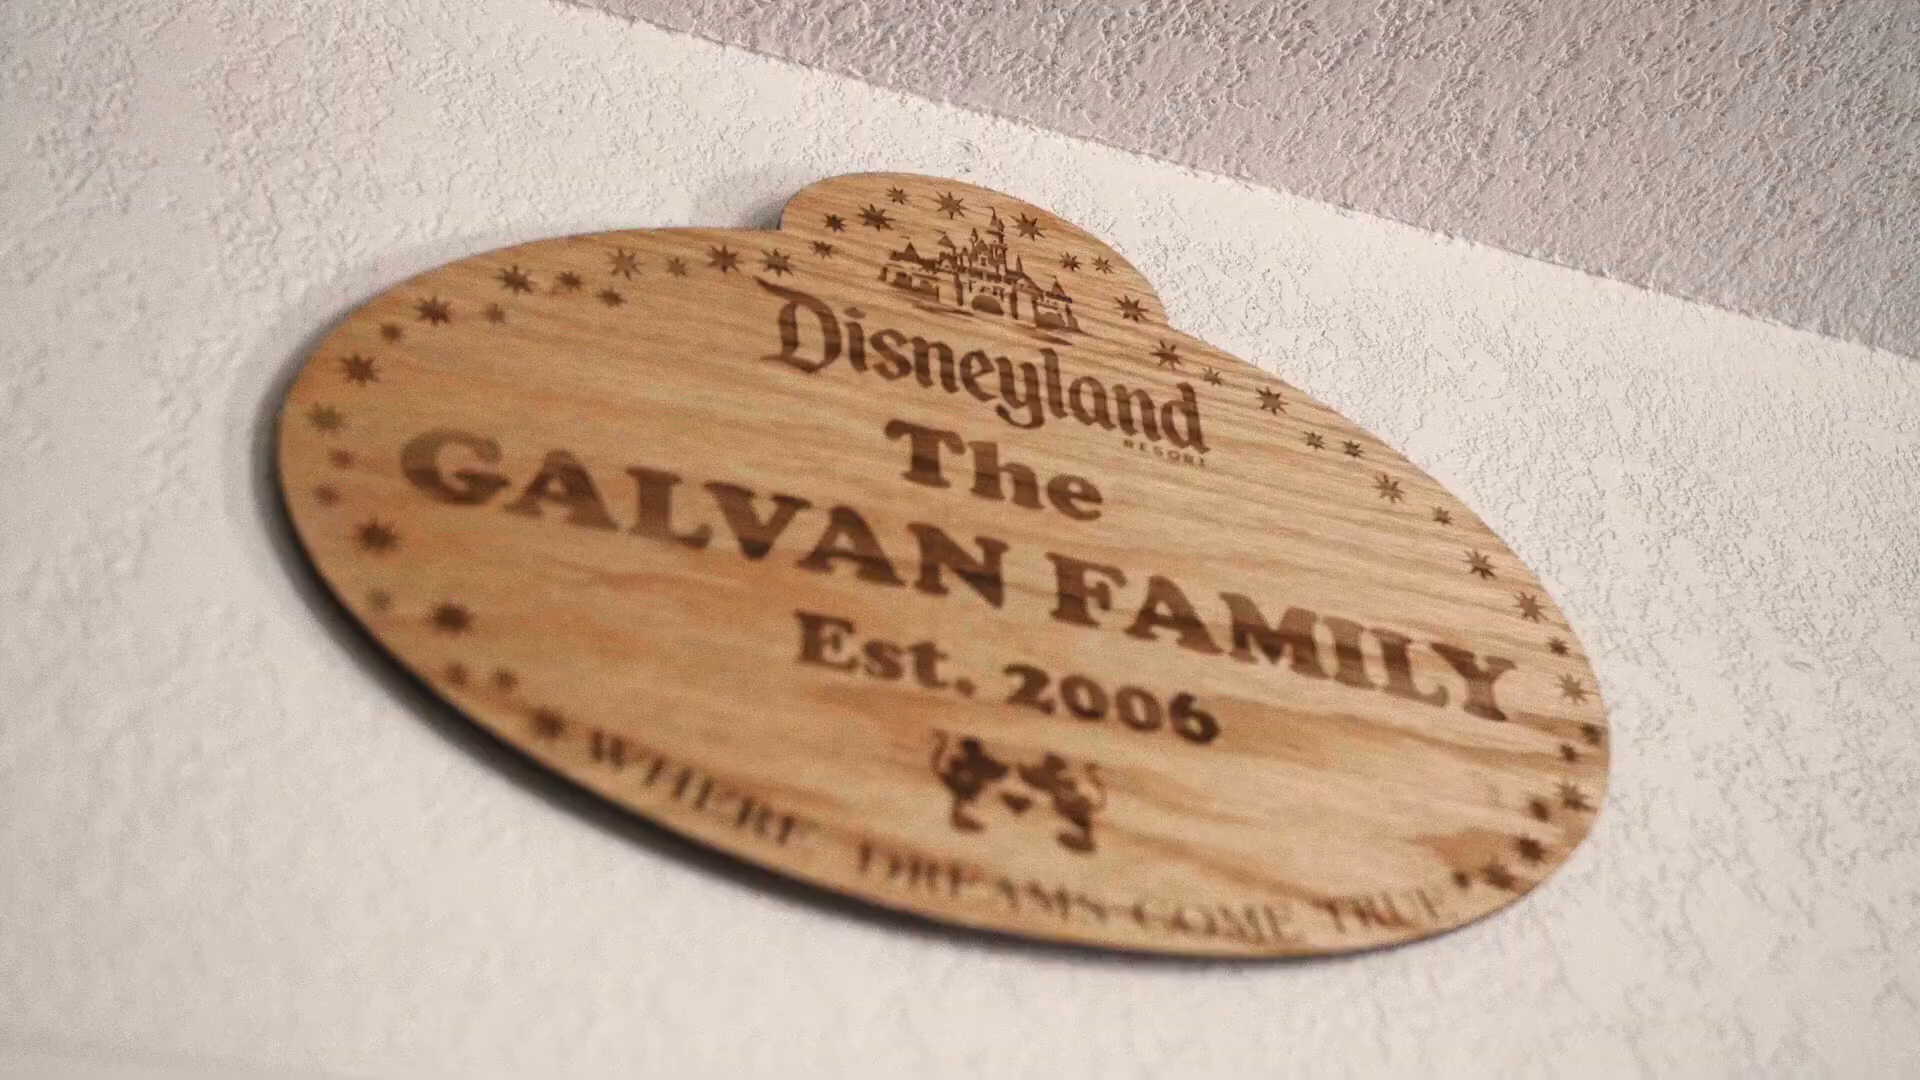 Disneyland
RESORT
The
GALVAN FAMILY
Est. 2006
WHERE DREAMS COME TRUE